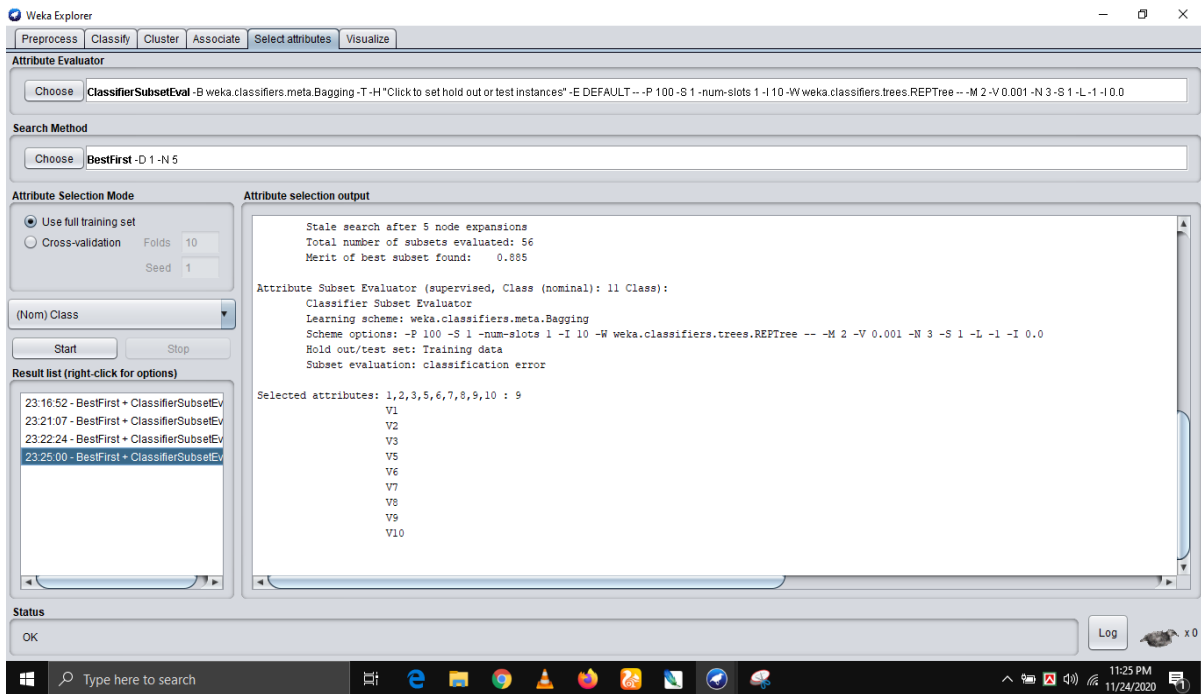 Weka Explorer
Preprocess Classify Cluster Associate Select attributes Visualize
Attribute Evaluator
Choose ClassifierSubsetEval -B weka.classifiers.meta.Bagging -T -H "Click to set hold out or test instances" -E DEFAULT -- -P 100 -S 1 -num-slots 1 -I 10 -W weka.classifiers.trees.REPTree -- -M 2 -V 0.001 -N 3 -S 1 -L -1 -I 0.0
Search Method
Choose BestFirst -D 1 -N 5
Attribute Selection Mode
Use full training set
Cross-validation Folds 10
Seed 1
(Nom) Class
Start Stop
Result list (right-click for options)
23:16:52 - BestFirst + ClassifierSubsetEv
23:21:07 - BestFirst + ClassifierSubsetEv
23:22:24 - BestFirst + ClassifierSubsetEv
23:25:00 - BestFirst + ClassifierSubsetEv
Attribute selection output
Stale search after 5 node expansions
Total number of subsets evaluated: 56
Merit of best subset found: 0.885
Attribute Subset Evaluator (supervised, Class (nominal): 11 Class):
Classifier Subset Evaluator
Learning scheme: weka.classifiers.meta.Bagging
Scheme options: -P 100 -S 1 -num-slots 1 -I 10 -W weka.classifiers.trees.REPTree -- -M 2 -V 0.001 -N 3 -S 1 -L -1 -I 0.0
Hold out/test set: Training data
Subset evaluation: classification error
Selected attributes: 1,2,3,5,6,7,8,9,10 : 9
V1
V2
V3
V5
V6
V7
V8
V9
V10
Status
OK
Log x 0
Type here to search
11:25 PM
11/24/2020
1